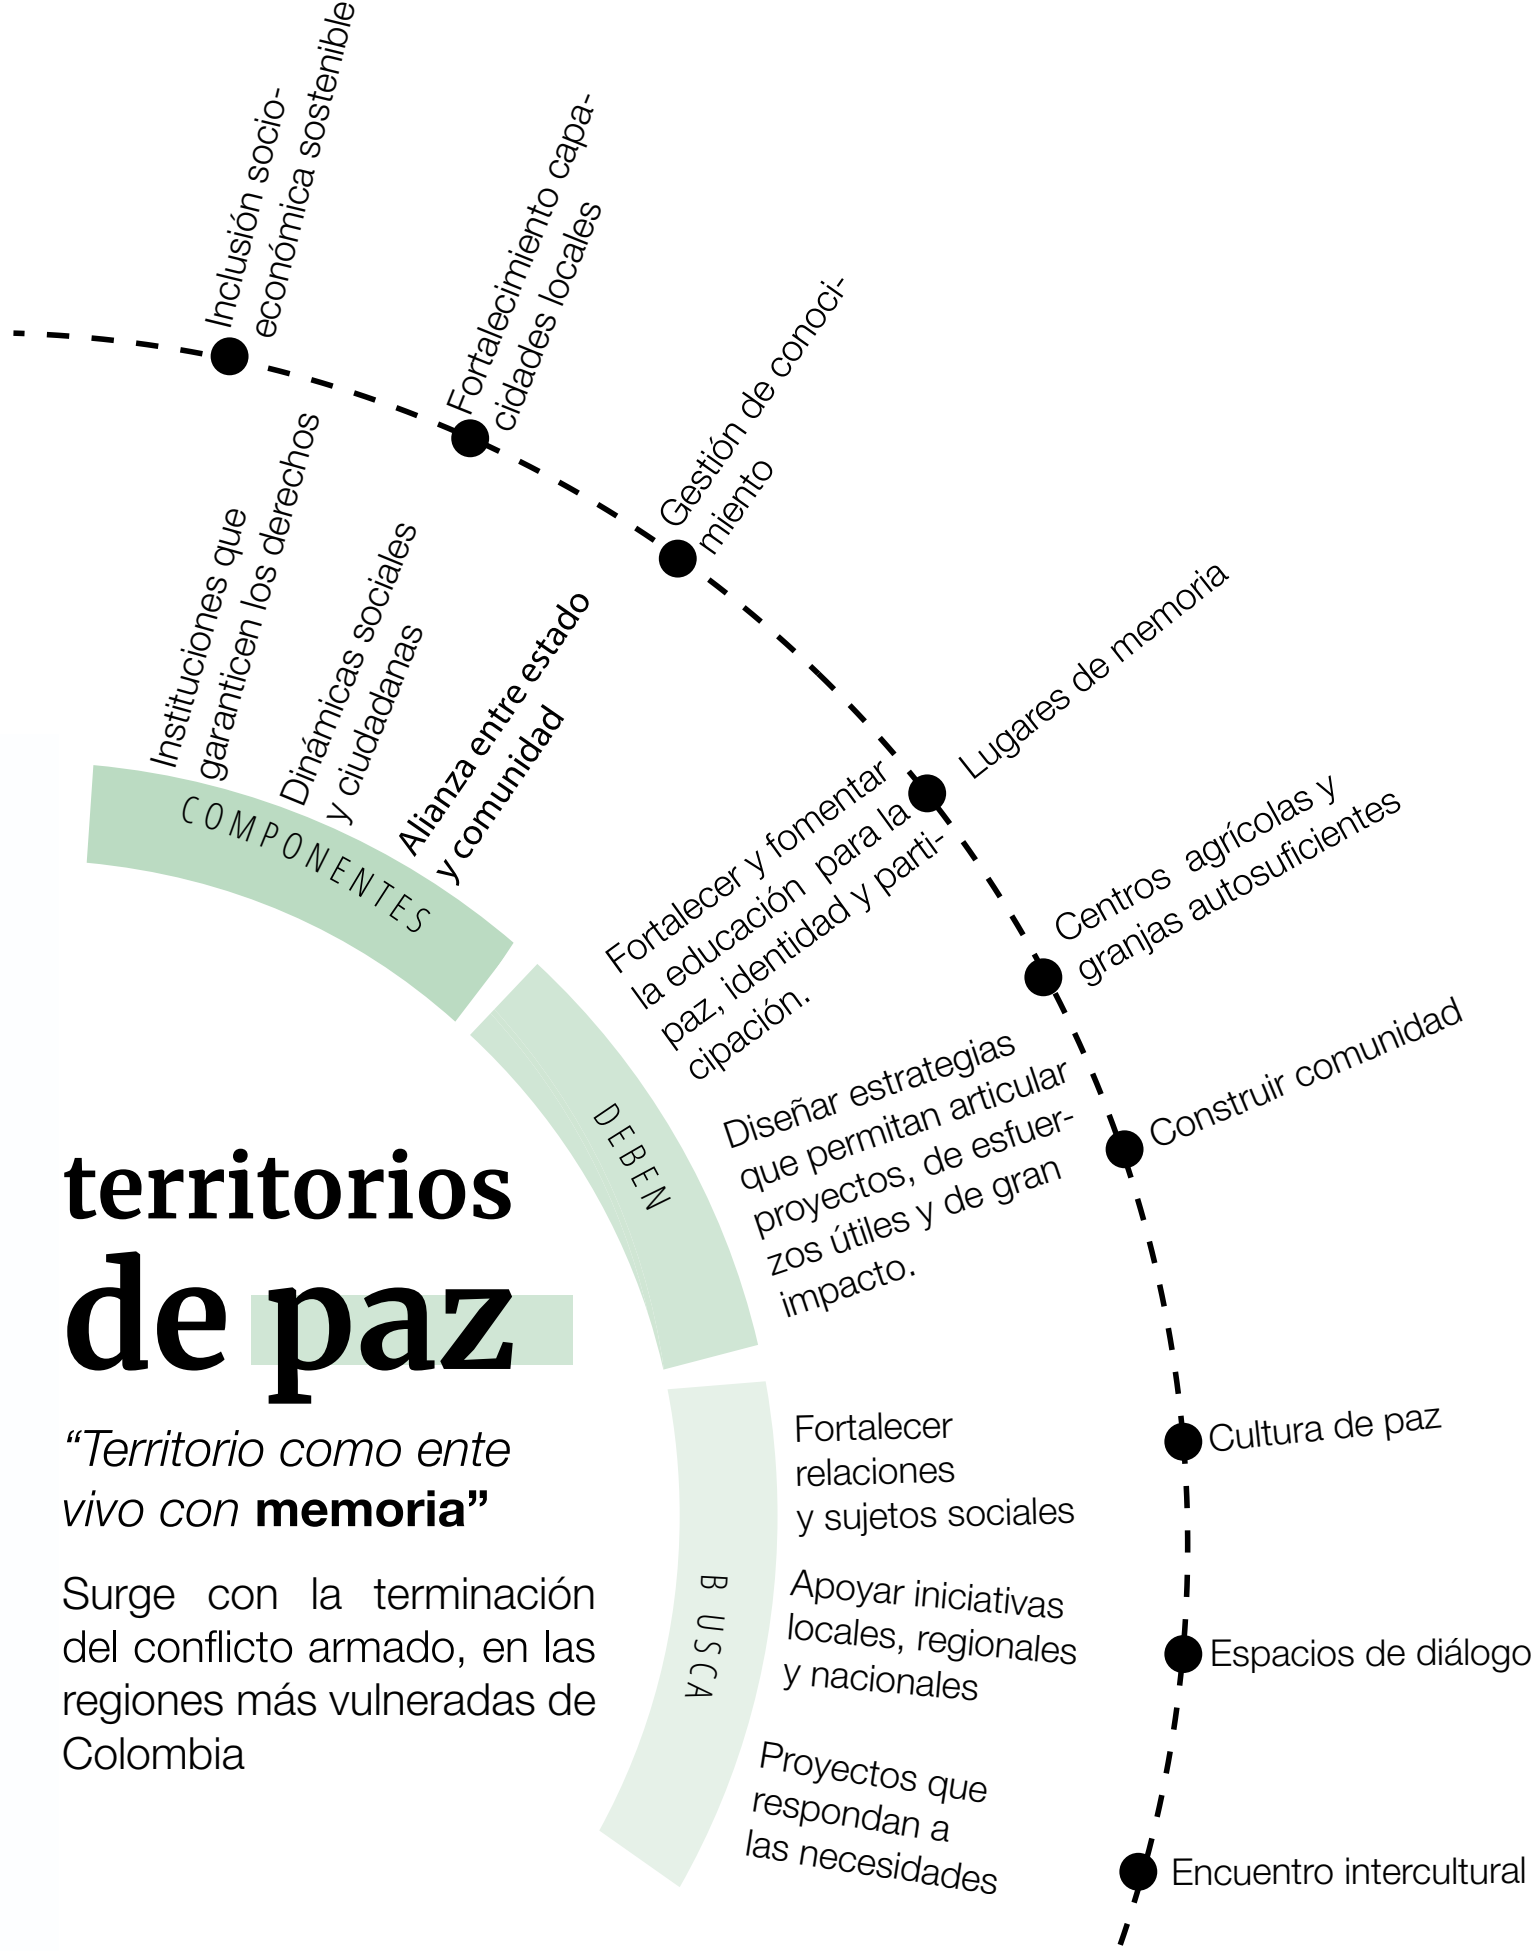 Inclusión socio-
económica sostenible
Fortalecimiento capa-
cidades locales
Gestión de conoci-
miento
Lugares de memoria
Centros agrícolas y
granjas autosuficientes
Construir comunidad
Cultura de paz
Espacios de diálogo
Encuentro intercultural
COMPONENTES
Instituciones que
garanticen los derechos
Dinámicas sociales
y ciudadanas
Alianza entre estado
y comunidad
DEBEN
Fortalecer y fomentar
la educación para la
paz, identidad y parti-
cipación.
Diseñar estrategias
que permitan articular
proyectos, de esfuer-
zos útiles y de gran
impacto.
B USCA
Fortalecer
relaciones
y sujetos sociales
Apoyar iniciativas
locales, regionales
y nacionales
Proyectos que
respondan a
las necesidades
territorios
de paz
“Territorio como ente
vivo con memoria”
Surge con la terminación
del conflicto armado, en las
regiones más vulneradas de
Colombia